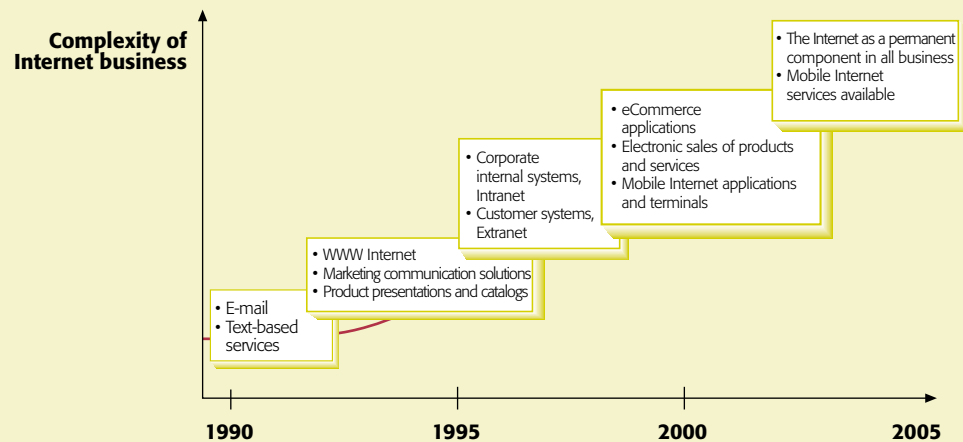 Complexity of
Internet business
• The Internet as a permanent
component in all business
• Mobile Internet
services available
• eCommerce
applications
• Electronic sales of products
and services
• Mobile Internet applications
and terminals
• Corporate
internal systems,
Intranet
• Customer systems,
Extranet
• WWW Internet
• Marketing communication solutions
• Product presentations and catalogs
• E-mail
• Text-based
services
1990
1995
2000
2005